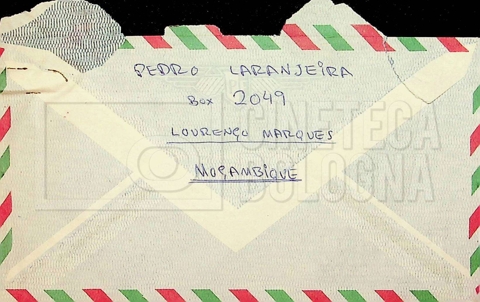 PEDRO LARANJEIRA
Box 2049
LOURENÇO MARQUES
MOÇAMBIQUE
CINETECA
BOLOGNA